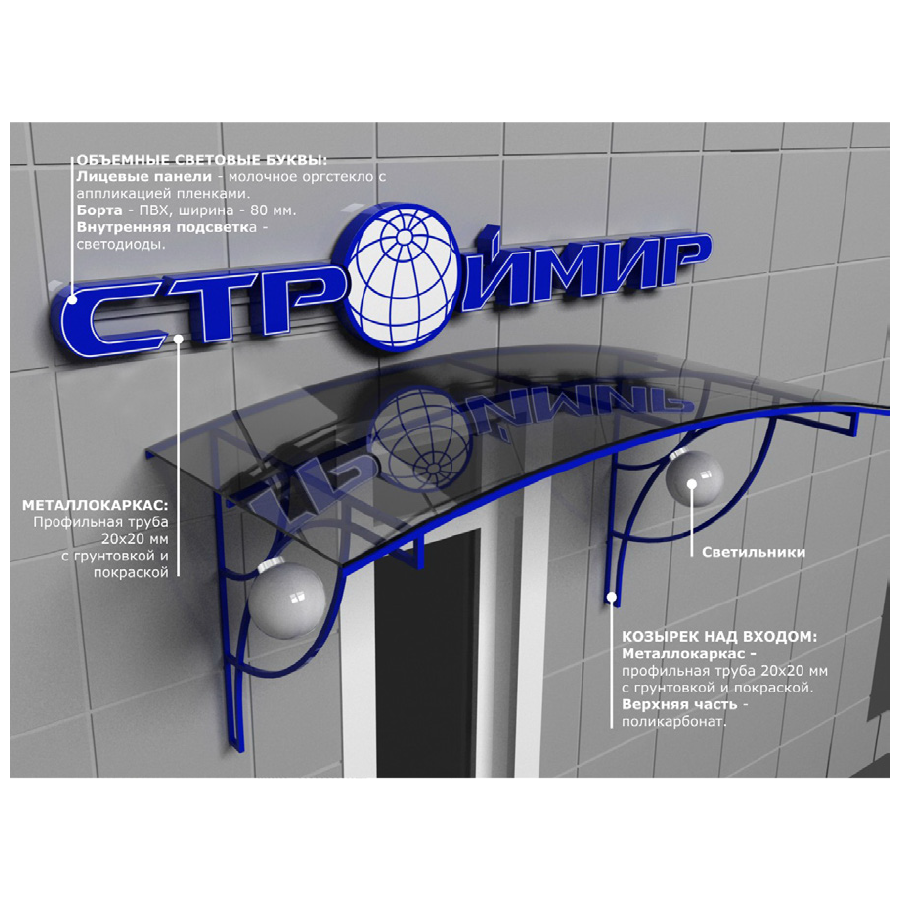 ОБЪЕМНЫЕ СВЕТОВЫЕ БУКВЫ:
Лицевые панели - молочное оргстекло с
аппликацией пленками.
Борта - ПВХ, ширина - 80 мм.
Внутренняя подсветка -
светодиоды.
СТР ЙМИР
МЕТАЛЛОКАРКАС:
Профильная труба
20х20 мм
с грунтовкой и
покраской
Светильники
КОЗЫРЕК НАД ВХОДОМ:
Металлокаркас –
профильная труба 20х20 мм
с грунтовкой и покраской.
Верхняя часть -
поликарбонат.